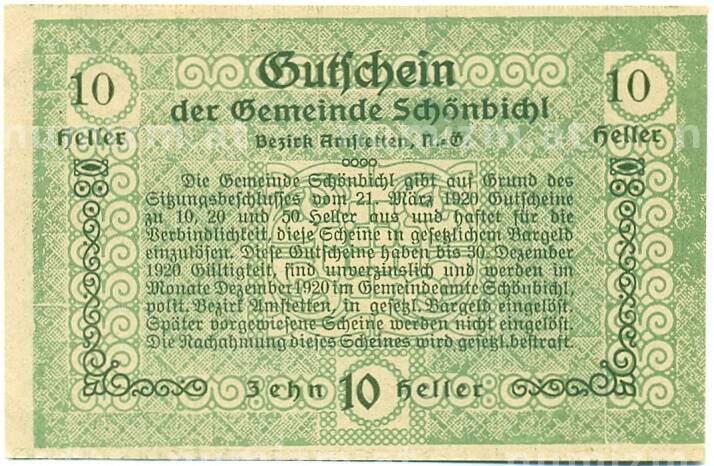 10 Gutschein 10
der Gemeinde Schönbichl
Heller Bezirk Amstetten, N.-Ö. Heller
Die Gemeinde Schönbichl gibt auf Grund des
Sitzungsbeschlusses vom 21. März 1920 Gutscheine
zu 10, 20 und 50 Heller aus und haftet für die
Verbindlichkeit, diese Scheine in gesetzlichem Bargeld
einzulösen. Diese Gutscheine haben bis 30. Dezember
1920 Gültigkeit, sind unverzinslich und werden im
Monate Dezember 1920 im Gemeindeamte Schönbichl,
polit. Bezirk Amstetten, in gesetzl. Bargeld eingelöst.
Später vorgewiesene Scheine werden nicht eingelöst.
Die Nachahmung dieses Scheines wird gesetzl. bestraft.
Zehn 10 Heller